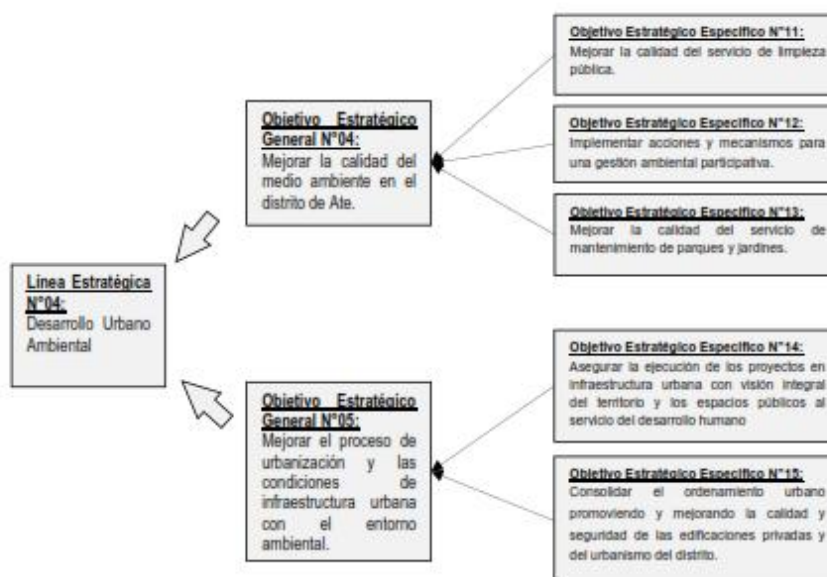 Línea Estratégica
N°04:
Desarrollo Urbano
Ambiental
Objetivo Estratégico
General N°04:
Mejorar la calidad del
medio ambiente en el
distrito de Ate.
Objetivo Estratégico Especifico N°11:
Mejorar la calidad del servicio de limpieza
pública.
Objetivo Estratégico Especifico N°12:
Implementar acciones y mecanismos para
una gestión ambiental participativa.
Objetivo Estratégico Especifico N°13:
Mejorar la calidad del servicio de
mantenimiento de parques y jardines.
Objetivo Estratégico
General N°05:
Mejorar el proceso de
urbanización y las
condiciones de
infraestructura urbana
con el entorno
ambiental.
Objetivo Estratégico Especifico N°14:
Asegurar la ejecución de los proyectos en
infraestructura urbana con visión integral
del territorio y los espacios públicos al
servicio del desarrollo humano
Objetivo Estratégico Especifico N°15:
Consolidar el ordenamiento urbano
promoviendo y mejorando la calidad y
seguridad de las edificaciones privadas y
del urbanismo del distrito.